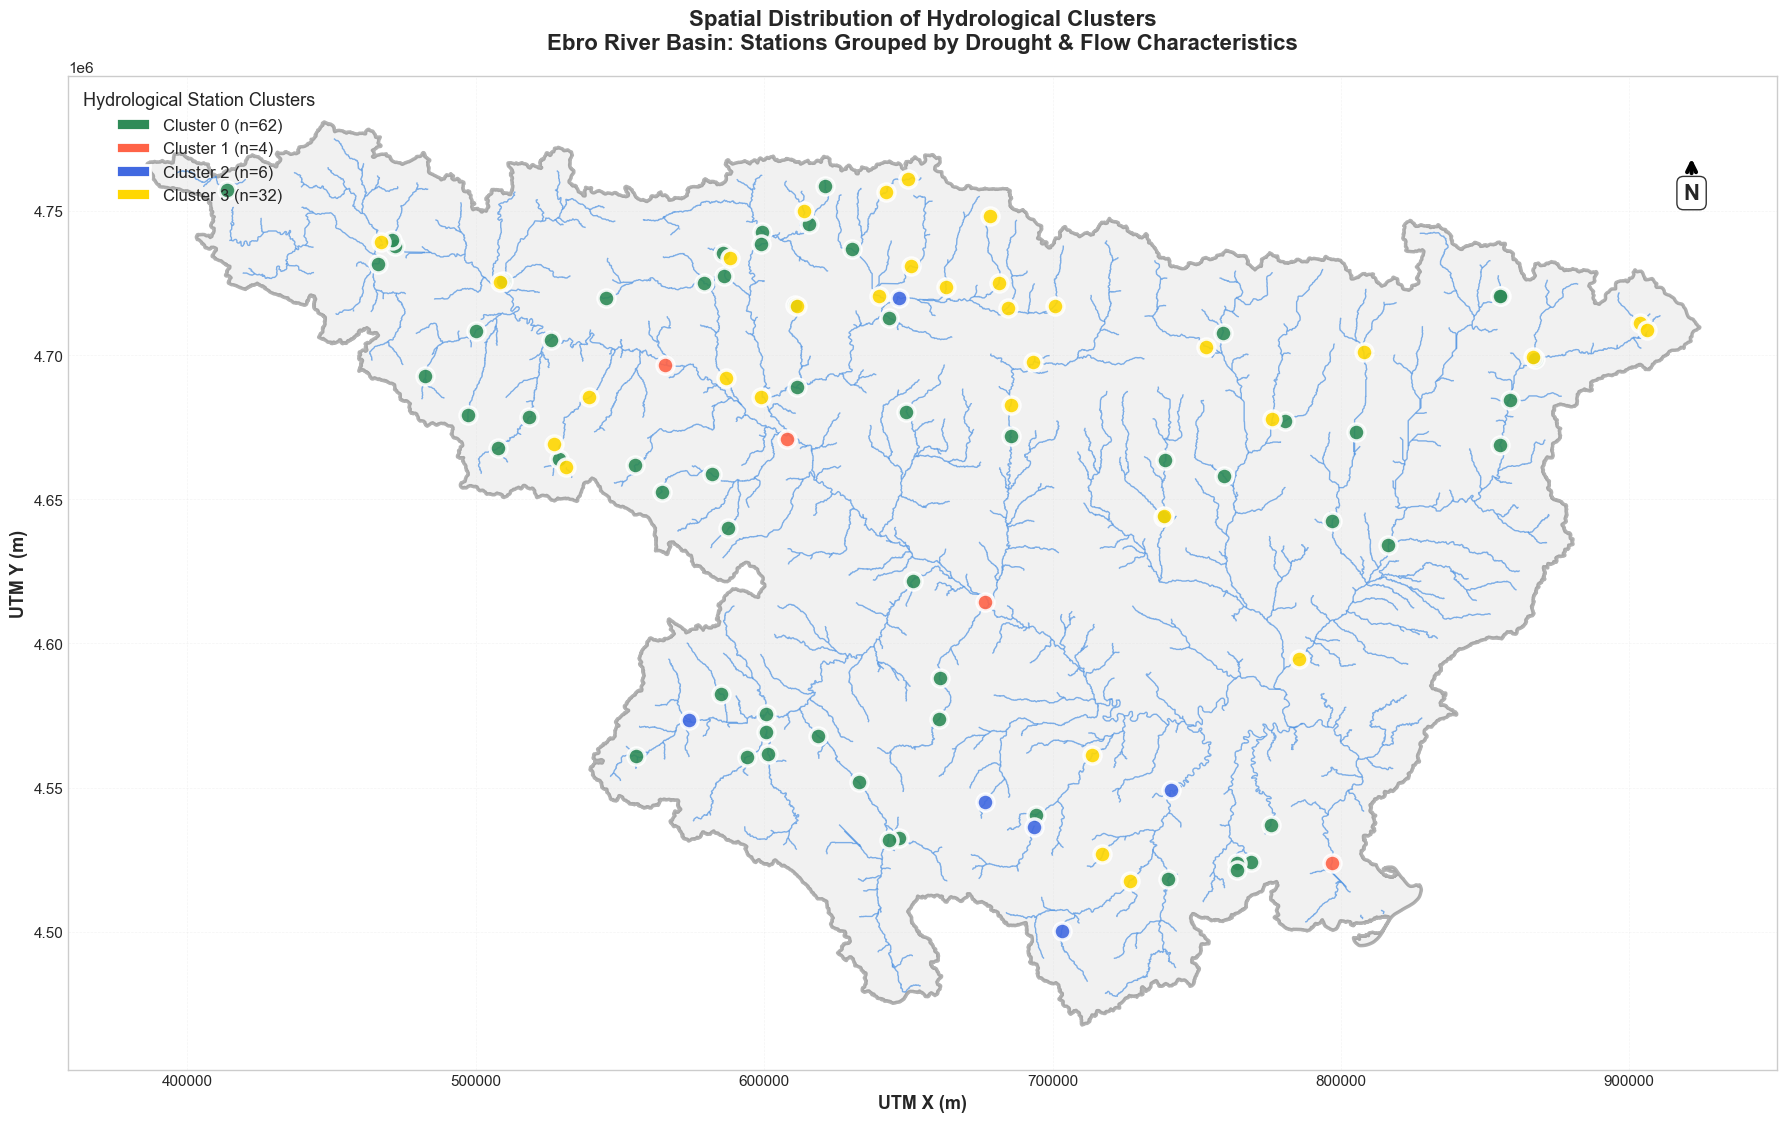 Spatial Distribution of Hydrological Clusters
Ebro River Basin: Stations Grouped by Drought & Flow Characteristics
1e6
Hydrological Station Clusters
Cluster 0 (n=62)
Cluster 1 (n=4)
Cluster 2 (n=6)
Cluster 3 (n=32)
N
4.75
4.70
4.65
4.60
4.55
4.50
UTM Y (m)
400000 500000 600000 700000 800000 900000
UTM X (m)